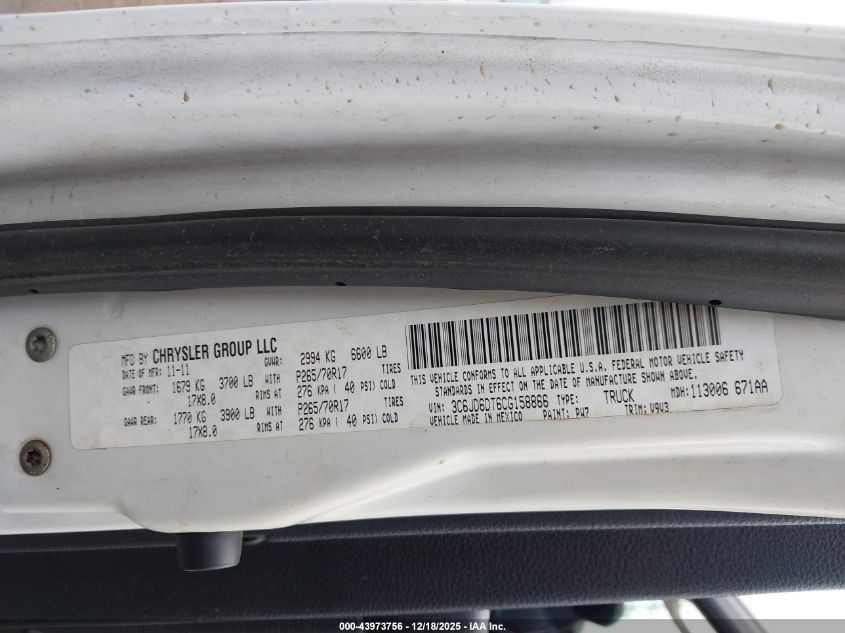 MFD BY CHRYSLER GROUP LLC
DATE OF MFR: 11-11 GVWR: 2994 KG 6600 LB
GAWR FRONT: 1679 KG 3700 LB WITH P265/70R17 TIRES
17X8.0 RIMS AT 276 KPA ( 40 PSI) COLD
GAWR REAR: 1770 KG 3900 LB WITH P265/70R17 TIRES
17X8.0 RIMS AT 276 KPA ( 40 PSI) COLD
THIS VEHICLE CONFORMS TO ALL APPLICABLE U.S.A. FEDERAL MOTOR VEHICLE SAFETY
STANDARDS IN EFFECT ON THE DATE OF MANUFACTURE SHOWN ABOVE.
VIN: 3C6JD6DT6CG158866 TYPE: TRUCK MDH:113006 671AA
VEHICLE MADE IN MEXICO PAINT: PW7 TRIM: V9V3
000-43973756 | 12/18/2025 - IAA Inc.